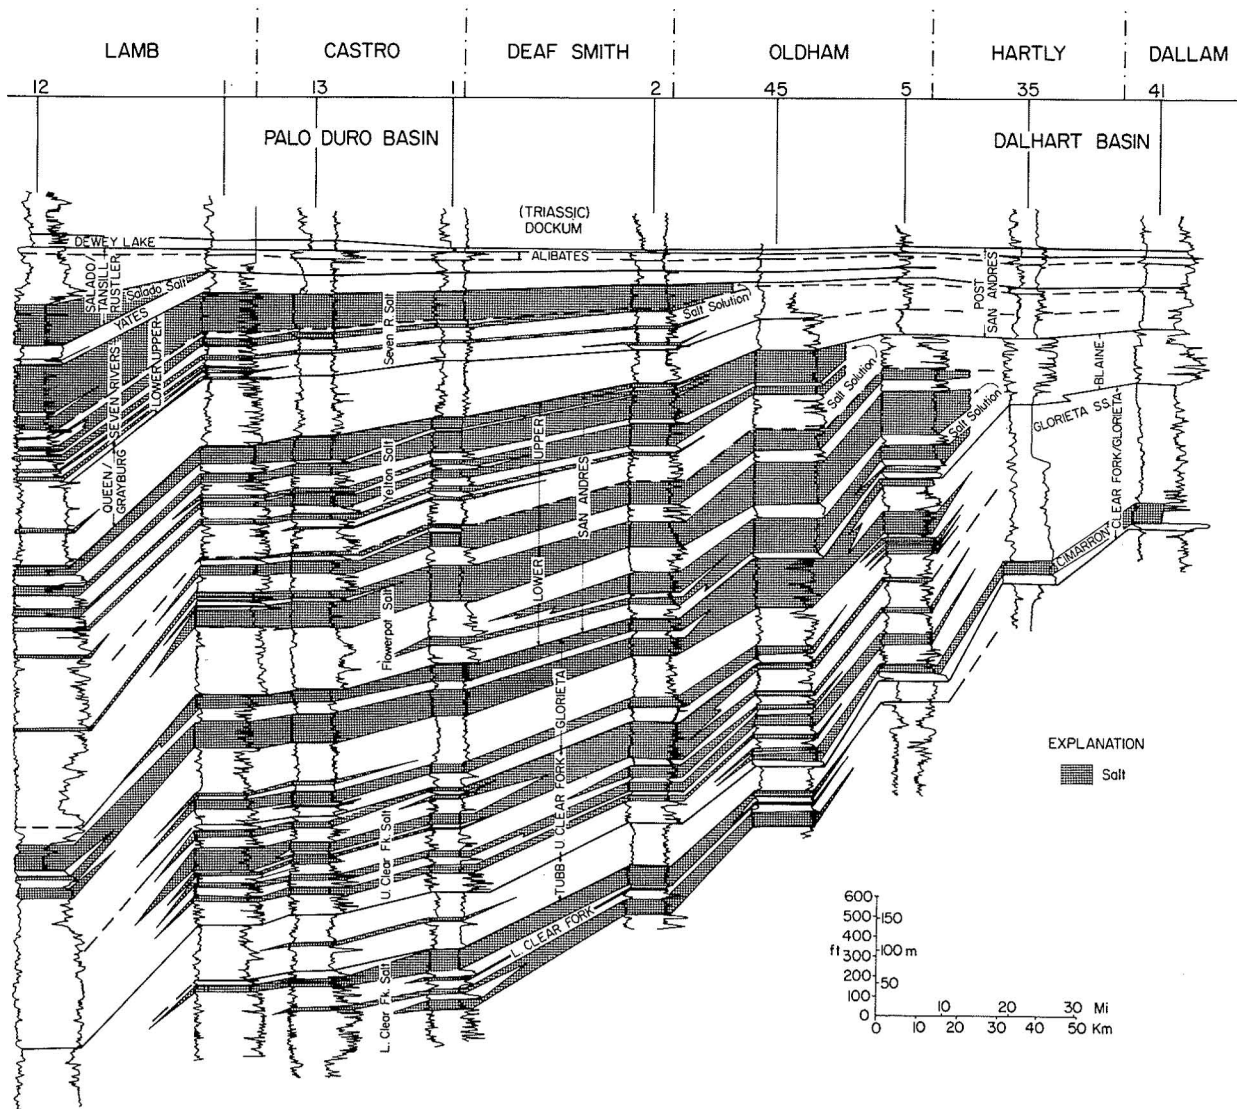 LAMB CASTRO DEAF SMITH OLDHAM HARTLY DALLAM
12 1 13 1 2 45 5 35 41
PALO DURO BASIN
DALHART BASIN
(TRIASSIC)
DOCKUM
DEWEY LAKE
ALIBATES
SALADO/
TANSILL
RUSTLER
Salado Salt
YATES
SEVEN RIVERS
LOWER
UPPER
QUEEN/
GRAYBURG
Seven R. Salt
Salt Solution
Salt Solution
Salt Solution
POST
SAN ANDRES
BLAINE
GLORIETA SS.
CLEAR FORK/GLORIETA
CIMARRON
Yelton Salt
UPPER
LOWER
SAN ANDRES
Flowerpot Salt
GLORIETA
U. CLEAR FORK
TUBB
U. Clear Fk. Salt
L. CLEAR FORK
L. Clear Fk. Salt
EXPLANATION
Salt
600
500
400
ft 300
200
100
0
150
100 m
50
10 20 30 Mi
0 10 20 30 40 50 Km